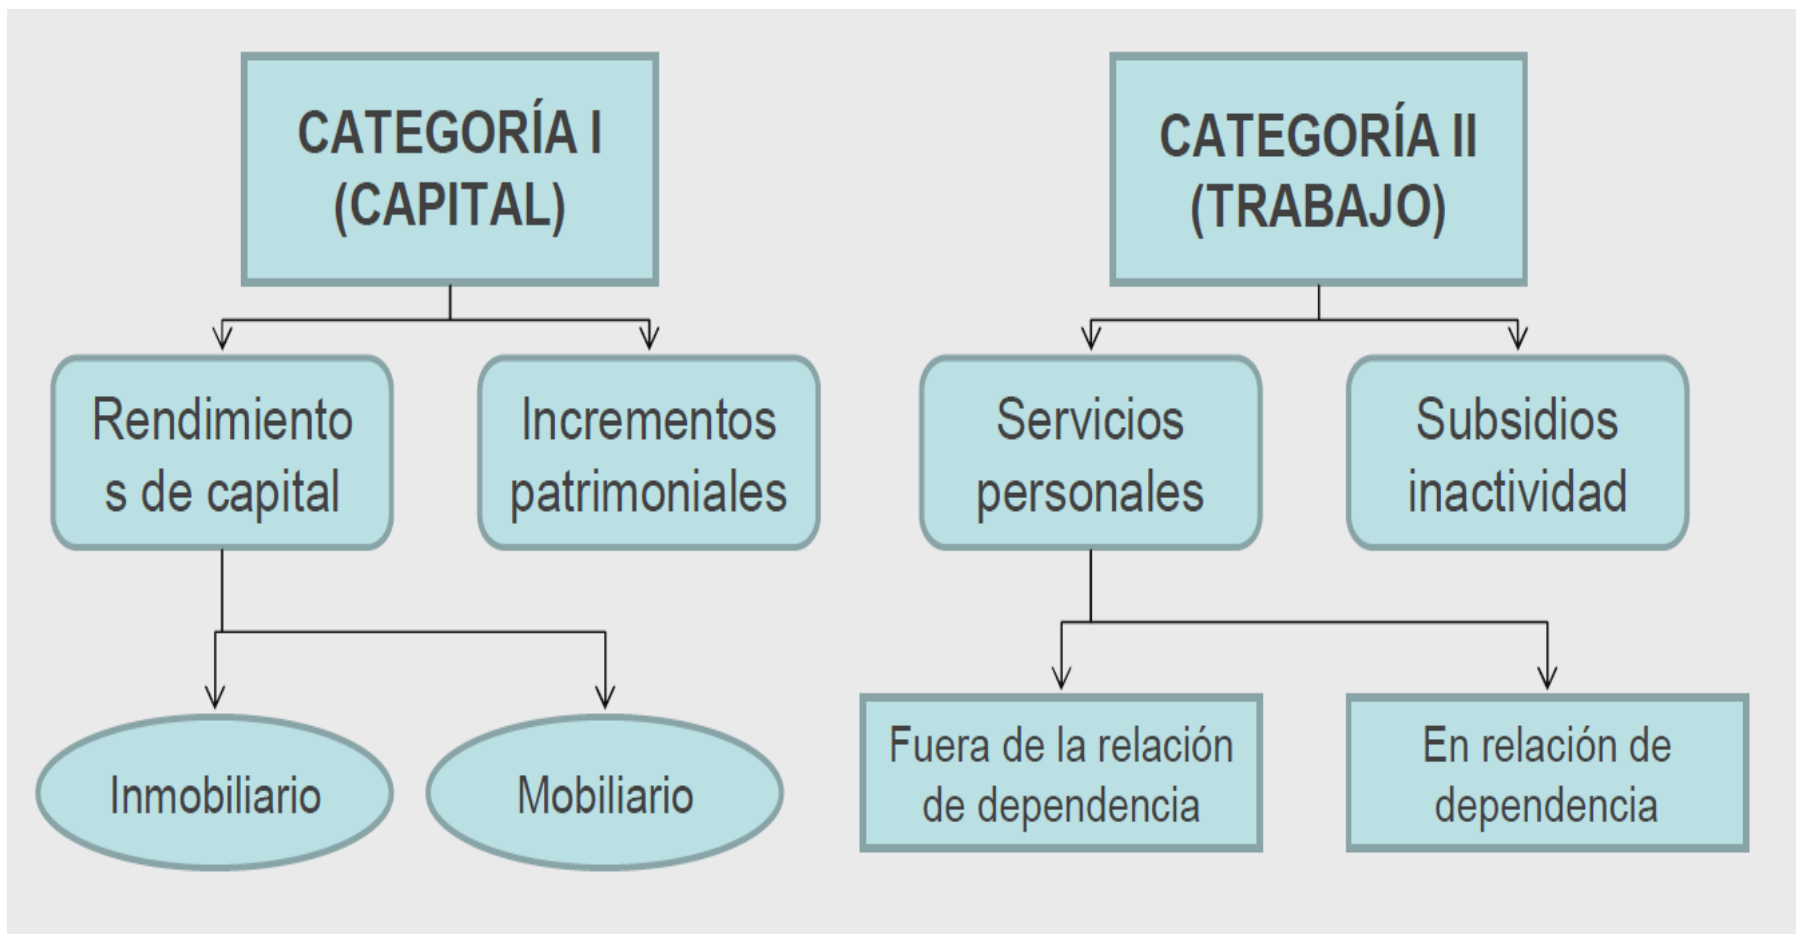 CATEGORÍA I
(CAPITAL)
CATEGORÍA II
(TRABAJO)
Rendimiento
s de capital
Incrementos
patrimoniales
Servicios
personales
Subsidios
inactividad
Inmobiliario
Mobiliario
Fuera de la relación
de dependencia
En relación de
dependencia